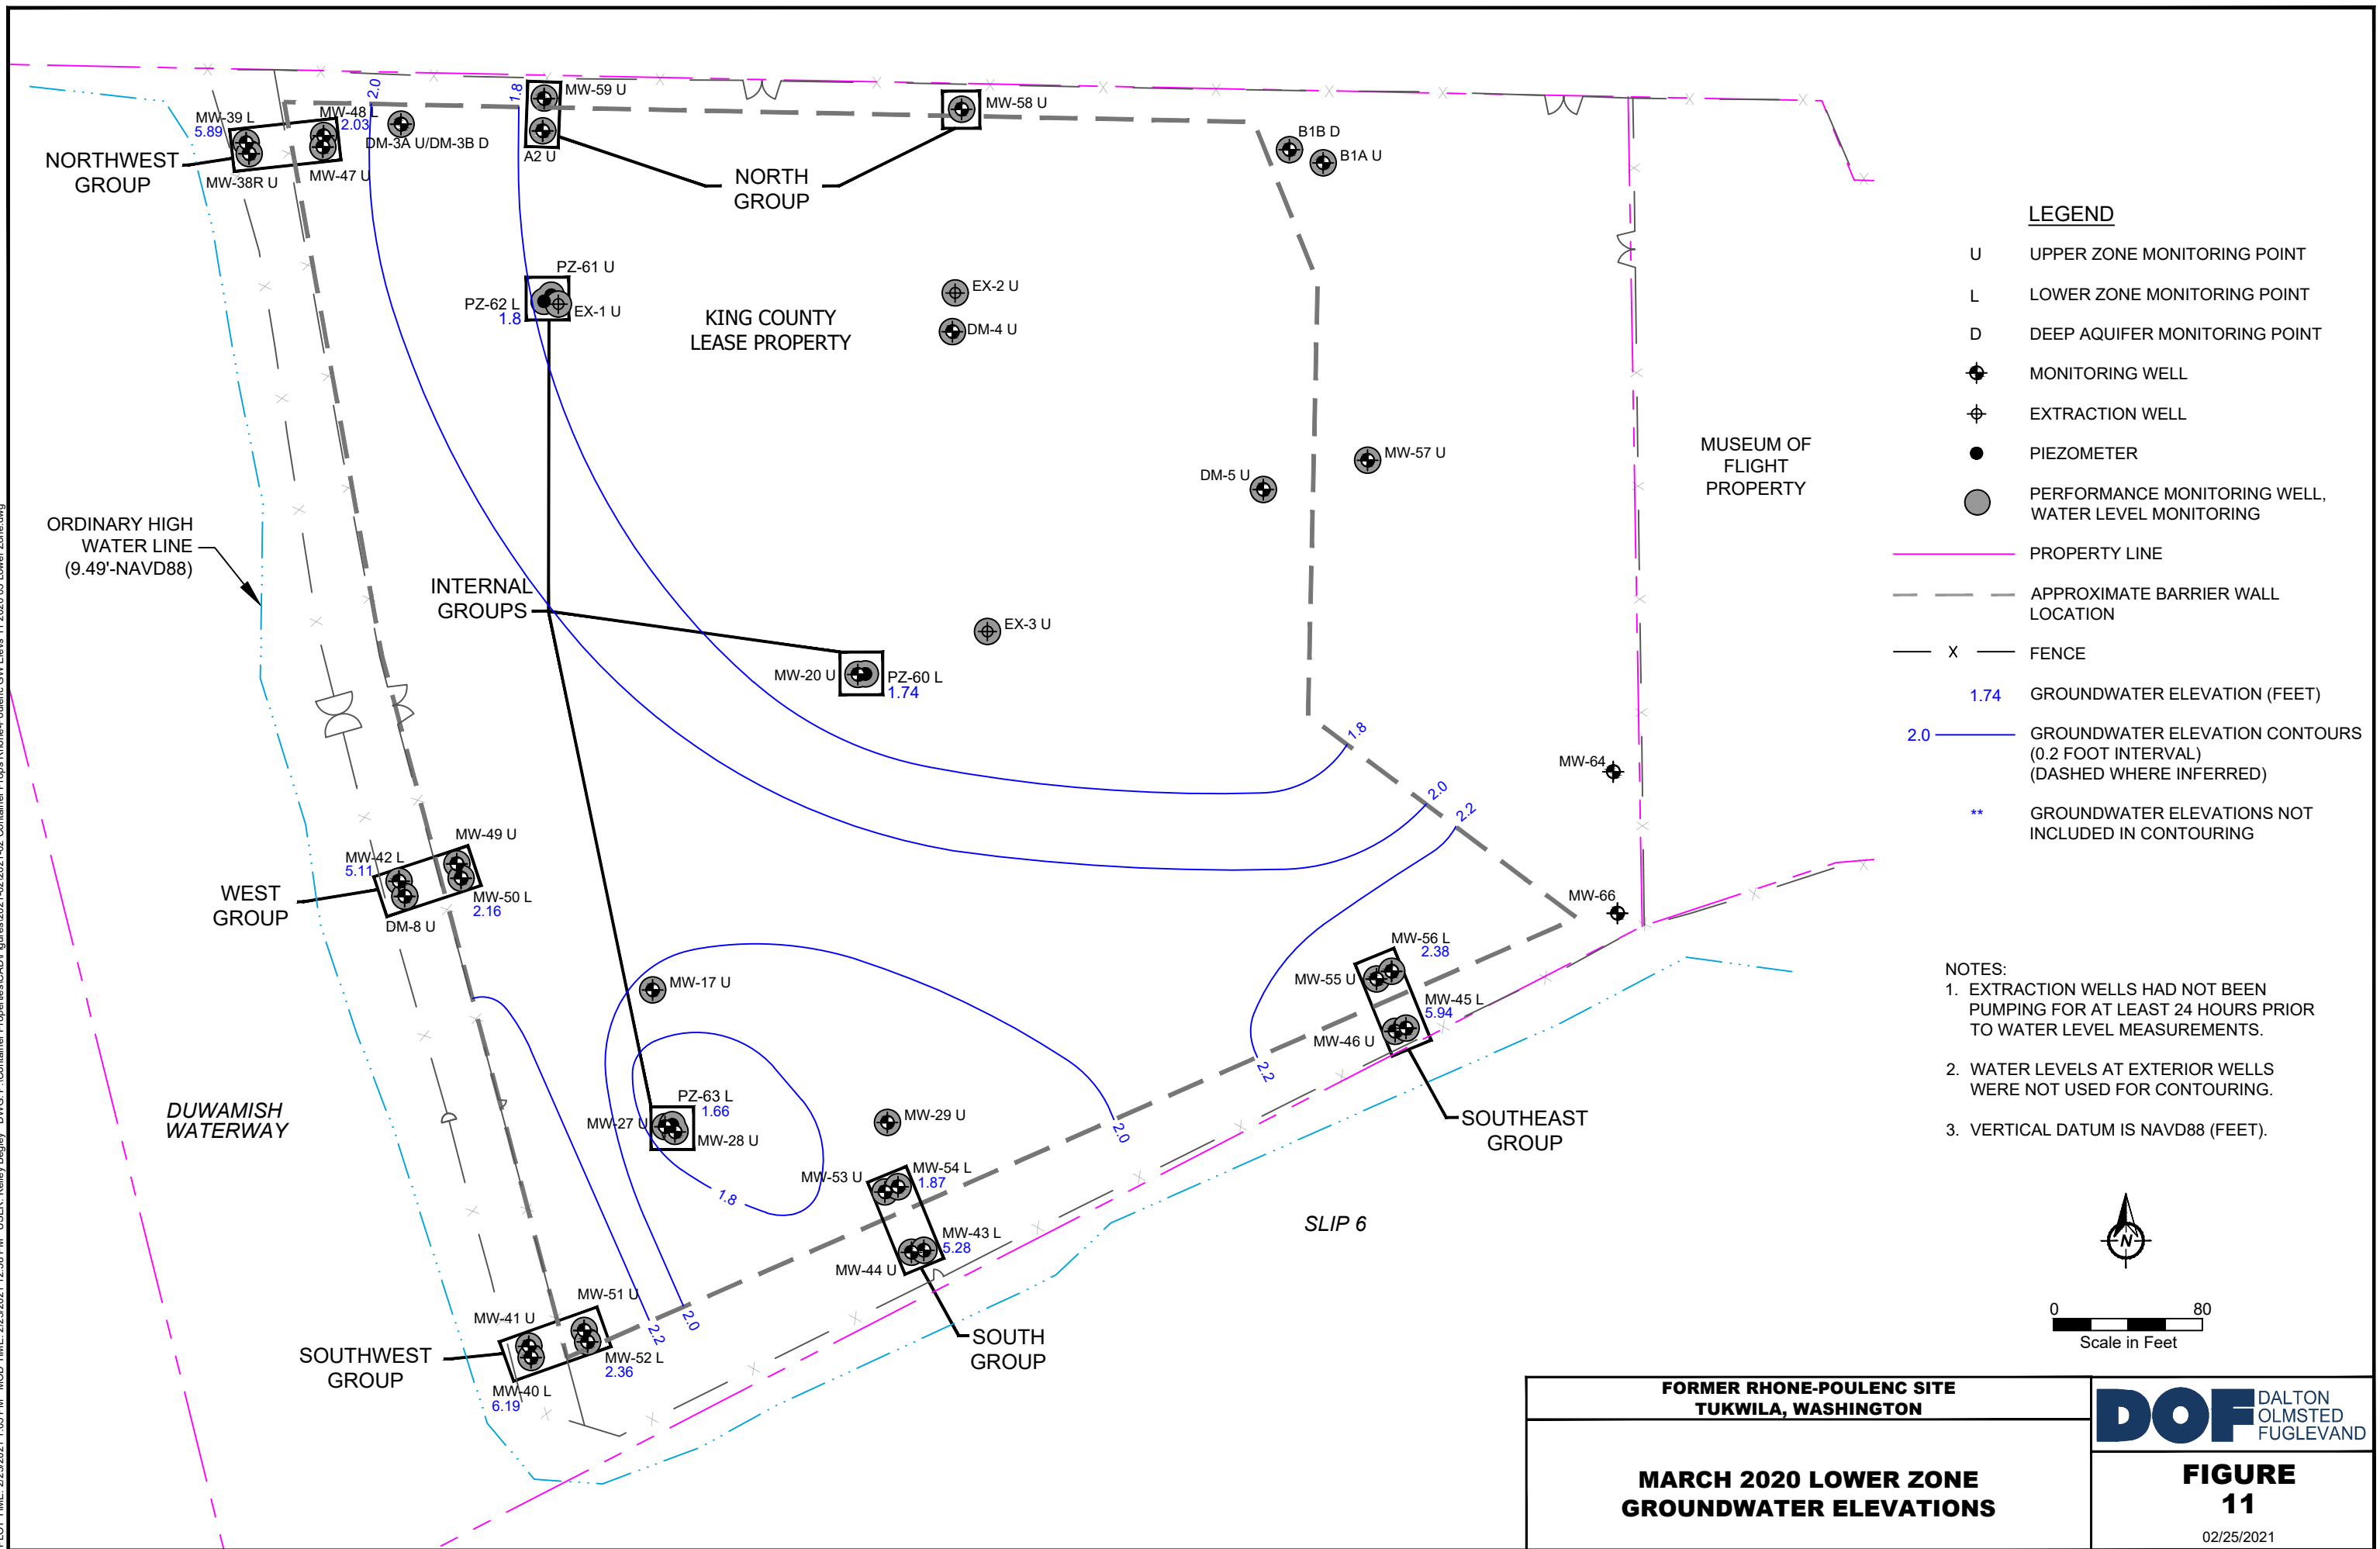 2.0
1.8
MW-59 U
MW-58 U
MW-39 L
5.89
MW-48 L
2.03
DM-3A U/DM-3B D
A2 U
B1B D
B1A U
NORTHWEST
GROUP
MW-38R U
MW-47 U
NORTH
GROUP
PZ-61 U
PZ-62 L
1.8
EX-1 U
EX-2 U
DM-4 U
KING COUNTY
LEASE PROPERTY
MW-57 U
DM-5 U
MUSEUM OF
FLIGHT
PROPERTY
ORDINARY HIGH
WATER LINE
(9.49'-NAVD88)
INTERNAL
GROUPS
EX-3 U
MW-20 U
PZ-60 L
1.74
1.8
2.0
2.2
MW-64
MW-66
MW-49 U
MW-42 L
5.11
MW-50 L
2.16
DM-8 U
WEST
GROUP
MW-17 U
MW-56 L
2.38
MW-55 U
MW-45 L
5.94
MW-46 U
2.2
SOUTHEAST
GROUP
PZ-63 L
1.66
MW-27 U
MW-28 U
MW-29 U
1.8
2.0
MW-53 U
MW-54 L
1.87
MW-43 L
5.28
MW-44 U
SOUTH
GROUP
DUWAMISH
WATERWAY
SLIP 6
MW-51 U
MW-41 U
2.2
2.0
MW-52 L
2.36
MW-40 L
6.19
SOUTHWEST
GROUP
LEGEND
U UPPER ZONE MONITORING POINT
L LOWER ZONE MONITORING POINT
D DEEP AQUIFER MONITORING POINT
MONITORING WELL
EXTRACTION WELL
PIEZOMETER
PERFORMANCE MONITORING WELL,
WATER LEVEL MONITORING
PROPERTY LINE
APPROXIMATE BARRIER WALL
LOCATION
X FENCE
1.74 GROUNDWATER ELEVATION (FEET)
2.0 GROUNDWATER ELEVATION CONTOURS
(0.2 FOOT INTERVAL)
(DASHED WHERE INFERRED)
** GROUNDWATER ELEVATIONS NOT
INCLUDED IN CONTOURING
NOTES:
1. EXTRACTION WELLS HAD NOT BEEN
PUMPING FOR AT LEAST 24 HOURS PRIOR
TO WATER LEVEL MEASUREMENTS.
2. WATER LEVELS AT EXTERIOR WELLS
WERE NOT USED FOR CONTOURING.
3. VERTICAL DATUM IS NAVD88 (FEET).
N
0 80
Scale in Feet
FORMER RHONE-POULENC SITE
TUKWILA, WASHINGTON
MARCH 2020 LOWER ZONE
GROUNDWATER ELEVATIONS
DOF
DALTON
OLMSTED
FUGLEVAND
FIGURE
11
02/25/2021